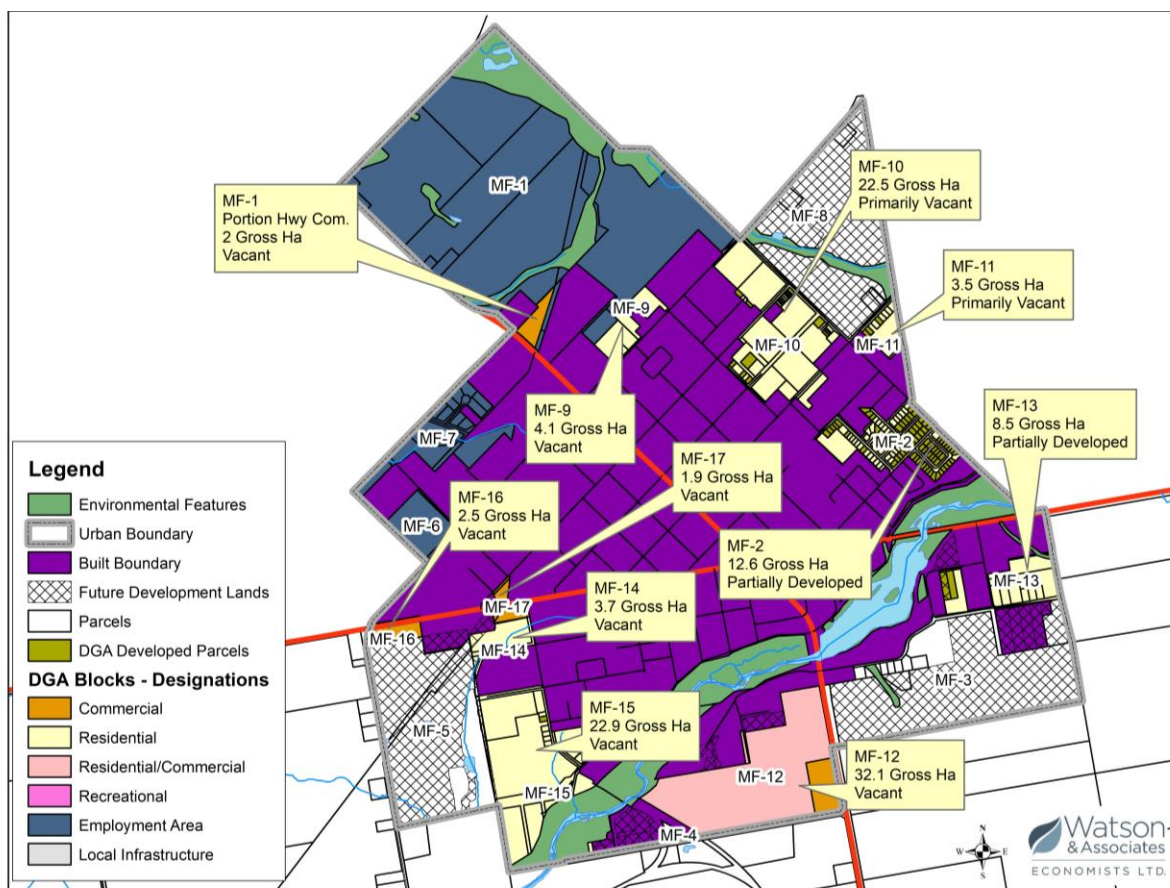 MF-1
MF-1
Portion Hwy Com.
2 Gross Ha
Vacant
MF-8
MF-10
22.5 Gross Ha
Primarily Vacant
MF-11
3.5 Gross Ha
Primarily Vacant
MF-9
MF-10
MF-11
MF-9
4.1 Gross Ha
Vacant
MF-13
8.5 Gross Ha
Partially Developed
MF-7
MF-2
MF-17
1.9 Gross Ha
Vacant
MF-16
2.5 Gross Ha
Vacant
MF-6
MF-2
12.6 Gross Ha
Partially Developed
MF-13
MF-14
3.7 Gross Ha
Vacant
MF-17
MF-16
MF-14
MF-3
MF-5
MF-15
22.9 Gross Ha
Vacant
MF-12
MF-12
32.1 Gross Ha
Vacant
MF-15
MF-4
Legend
Environmental Features
Urban Boundary
Built Boundary
Future Development Lands
Parcels
DGA Developed Parcels
DGA Blocks - Designations
Commercial
Residential
Residential/Commercial
Recreational
Employment Area
Local Infrastructure
N
W
E
S
Watson
& Associates
ECONOMISTS LTD.